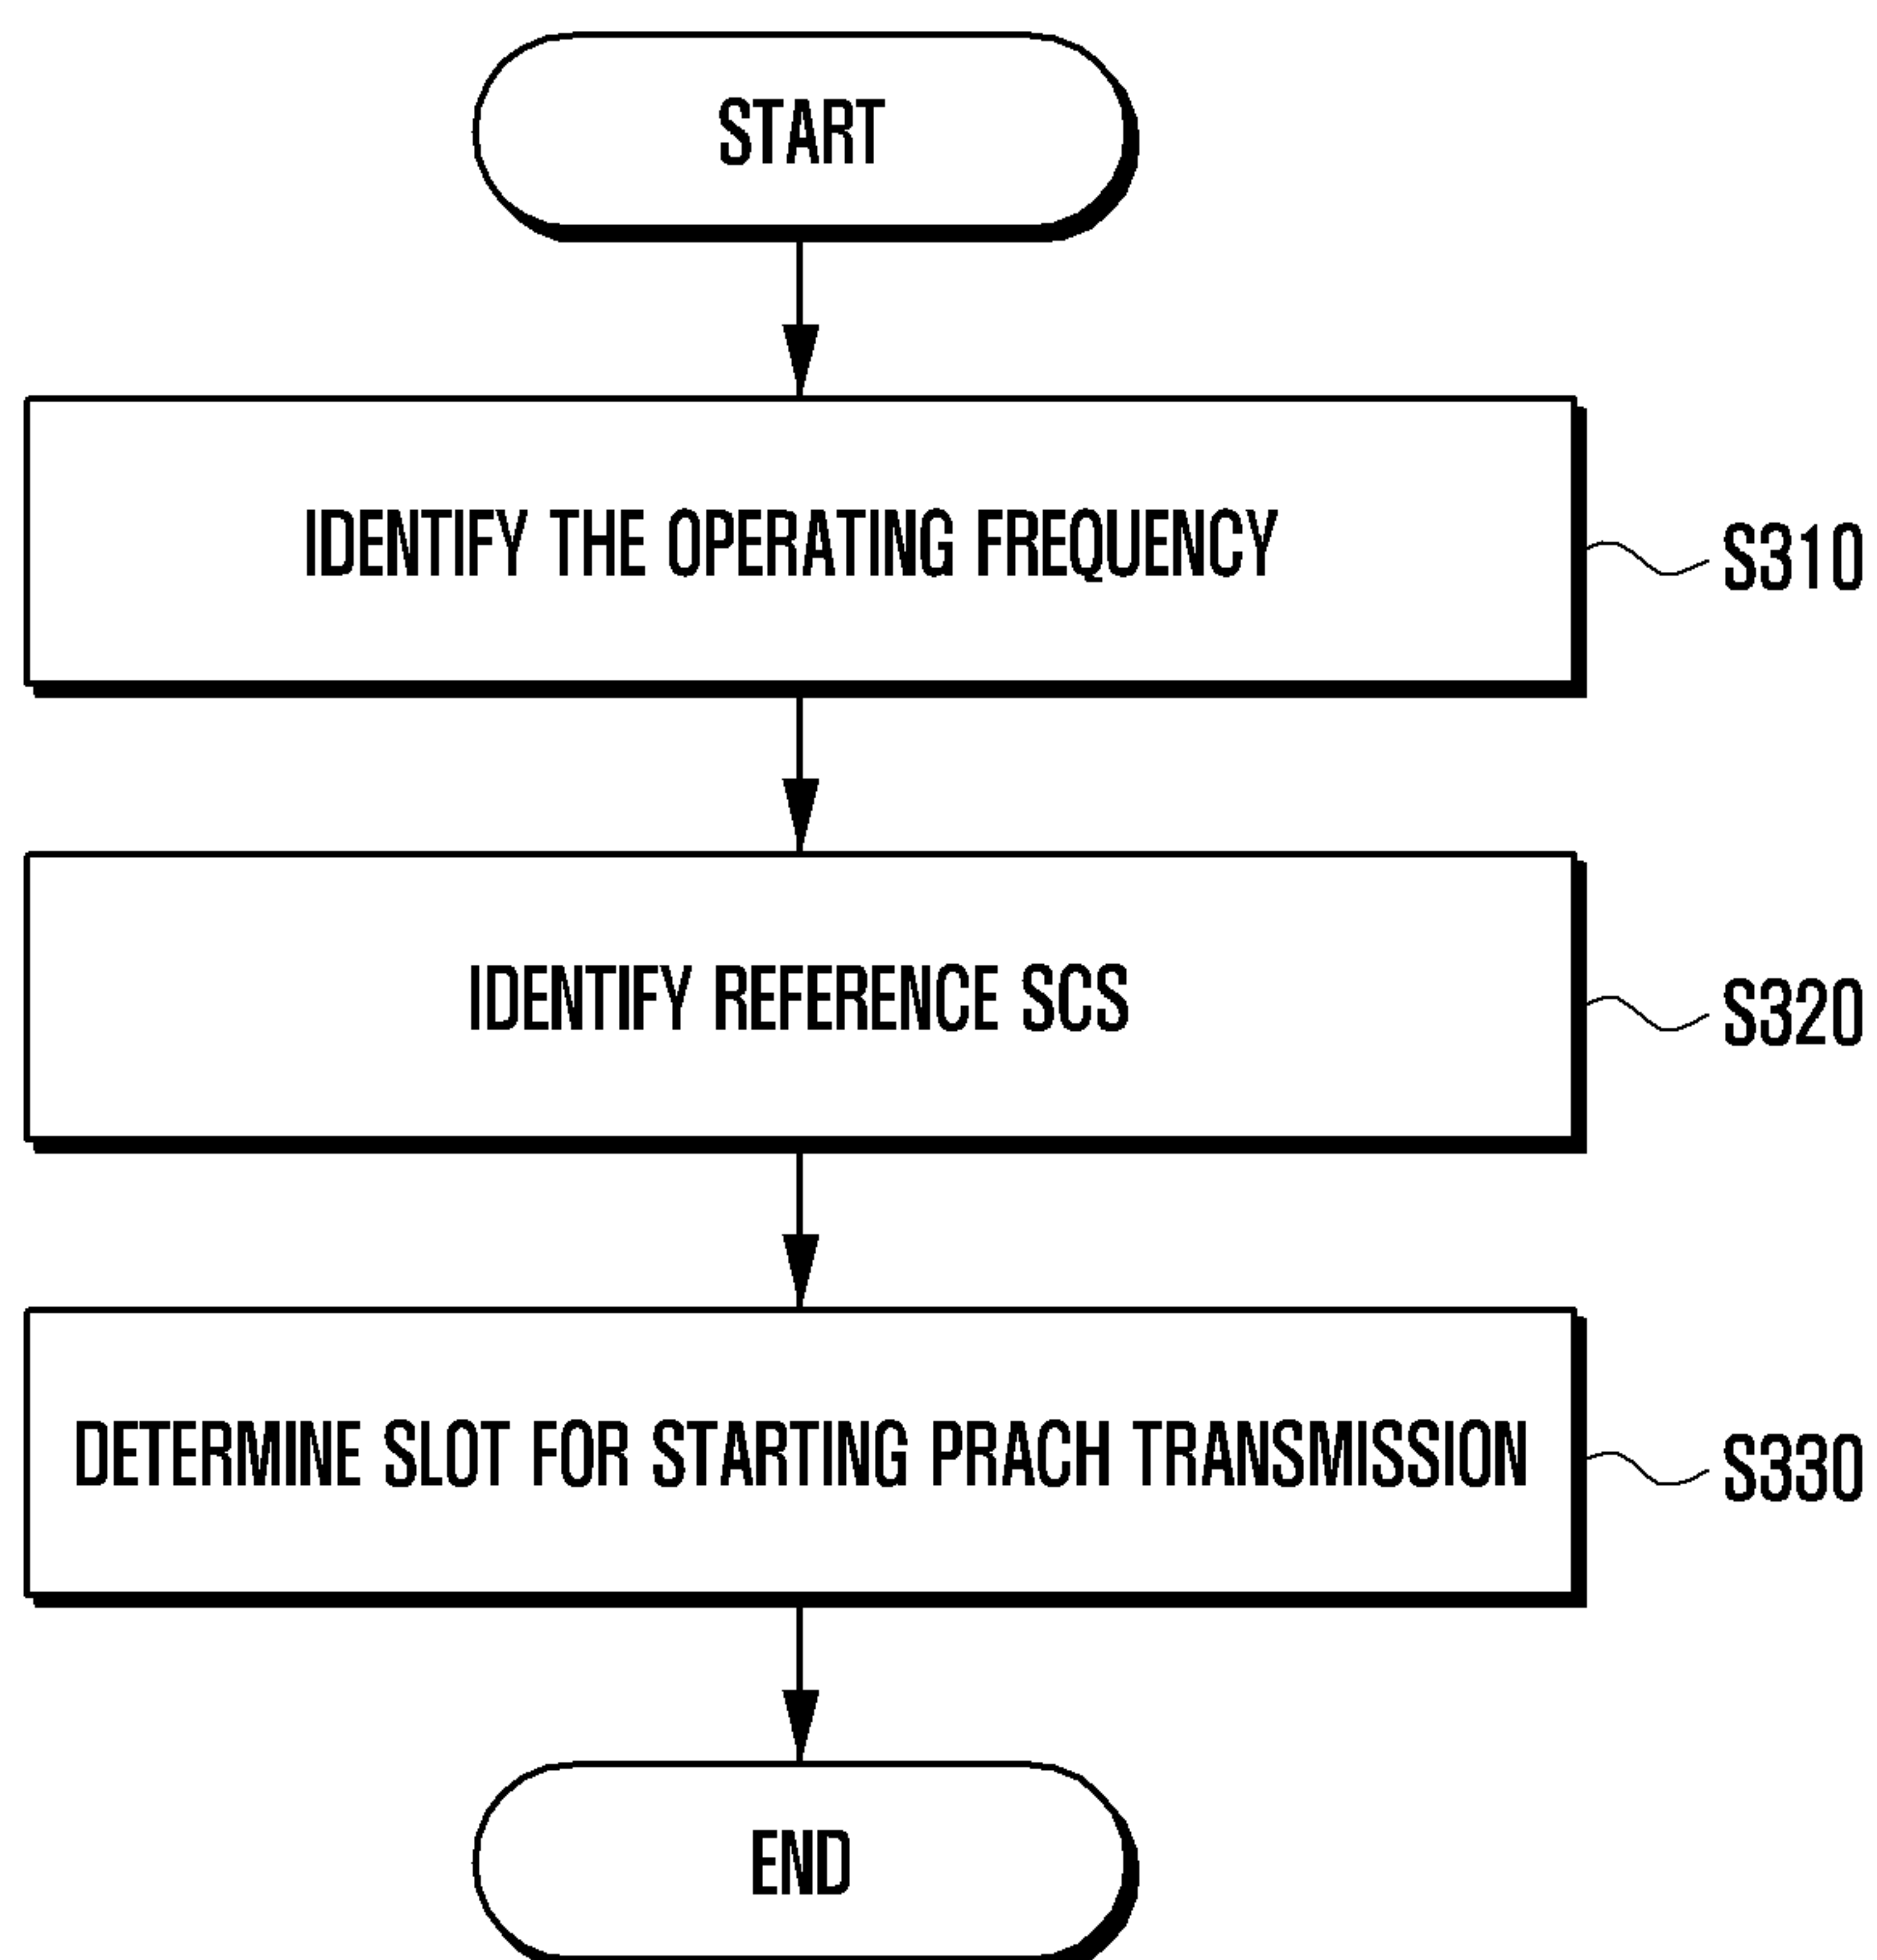 START
IDENTIFY THE OPERATING FREQUENCY
S310
IDENTIFY REFERENCE SCS
S320
DETERMINE SLOT FOR STARTING PRACH TRANSMISSION
S330
END